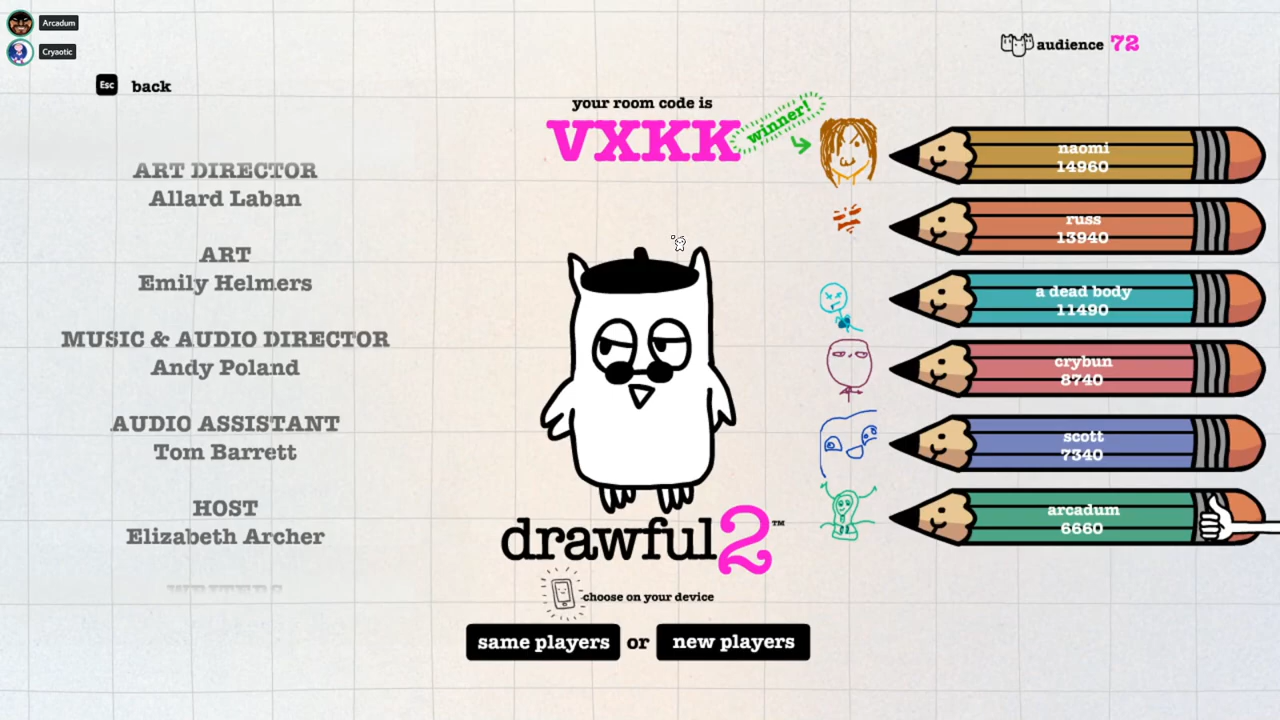 Arcadum
Cryaotic
audience 72
Esc back
your room code is
VXKK
winner!
ART DIRECTOR
Allard Laban
ART
Emily Helmers
MUSIC & AUDIO DIRECTOR
Andy Poland
AUDIO ASSISTANT
Tom Barrett
HOST
Elizabeth Archer
naomi
14960
russ
13940
a dead body
11490
crybun
8740
scott
7340
arcadum
6660
drawful 2™
choose on your device
same players or new players